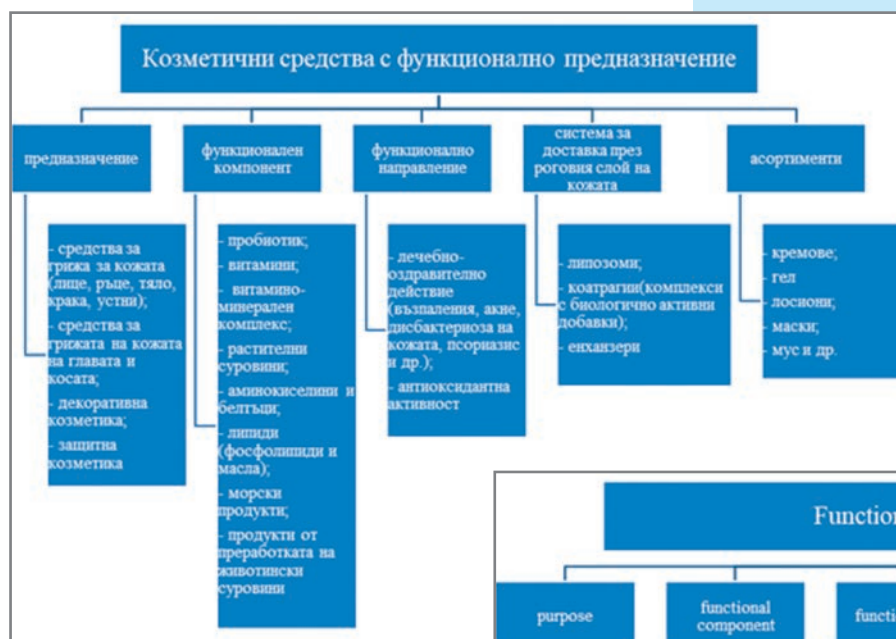 Козметични средства с функционално предназначение
предназначение
- средства за
грижа за кожата
(лице, ръце, тяло,
крака, устни);
- средства за
грижата на кожата
на главата и
косата;
- декоративна
козметика;
- защитна
козметика
функционален
компонент
- пробиотик;
- витамини;
- витамино-
минерален
комплекс;
- растителни
суровини;
- аминокиселини и
белтъци;
- липиди
(фосфолипиди и
масла);
- морски
продукти;
- продукти от
преработката на
животински
суровини
функционално
направление
- лечебно-
оздравително
действие
(възпаления, акне,
дисбактериоза на
кожата, псориазис
и др.);
- антиоксидантна
активност
система за
доставка през
роговия слой на
кожата
- липозоми;
- коатрагии(комплекси
с биологично активни
добавки);
- енханзери
асортименти
- кремове;
- гел
- лосиони;
- маски;
- мус и др.
Function
purpose
functional
component
functi